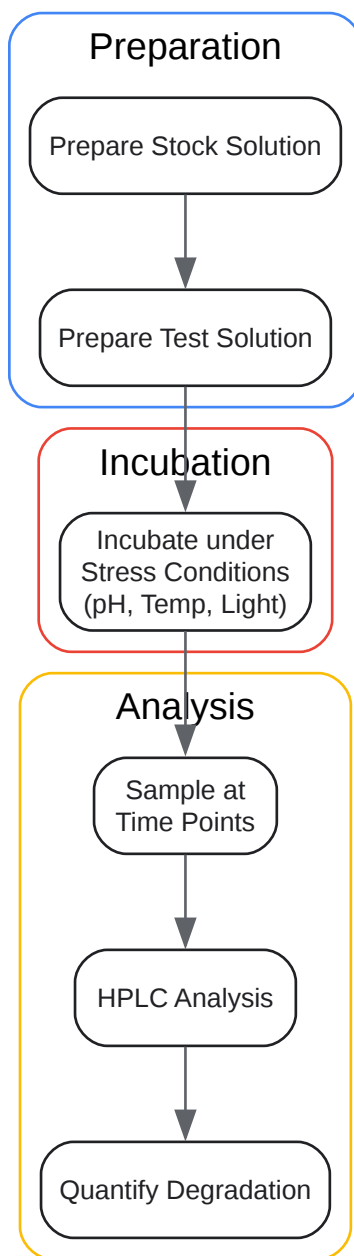 Preparation
Prepare Stock Solution
Prepare Test Solution
Incubation
Incubate under
Stress Conditions
(pH, Temp, Light)
Analysis
Sample at
Time Points
HPLC Analysis
Quantify Degradation